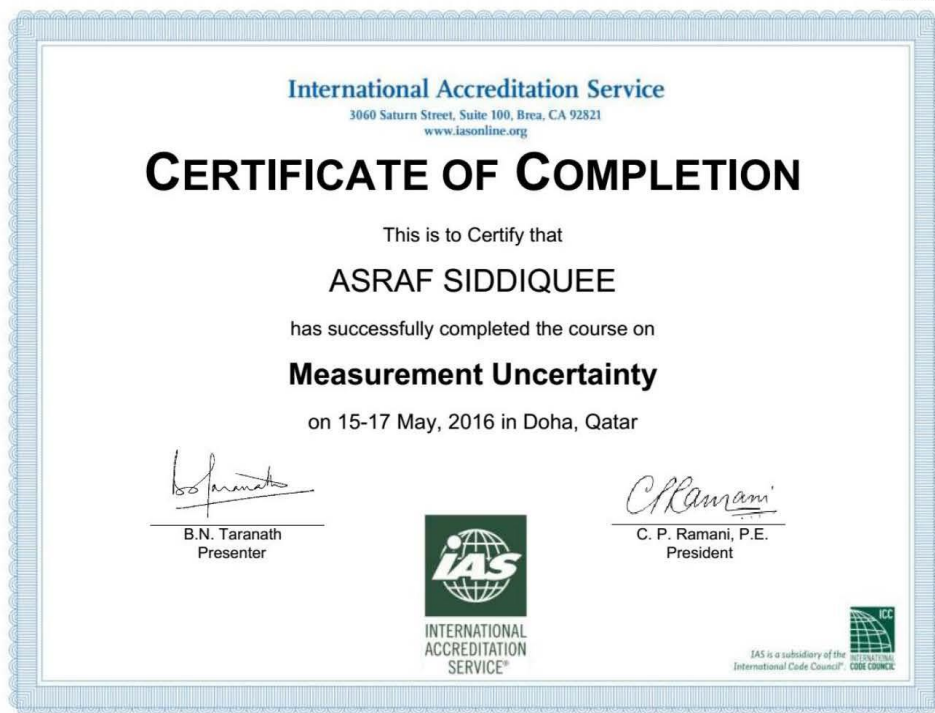 International Accreditation Service
3060 Saturn Street, Suite 100, Brea, CA 92821
www.iasonline.org
CERTIFICATE OF COMPLETION
This is to Certify that
ASRAF SIDDIQUEE
has successfully completed the course on
Measurement Uncertainty
on 15-17 May, 2016 in Doha, Qatar
B.N. Taranath
Presenter
C P Ramani
C. P. Ramani, P.E.
President
IAS
INTERNATIONAL
ACCREDITATION
SERVICE®
ICC
INTERNATIONAL
CODE COUNCIL
IAS is a subsidiary of the
International Code Council®.